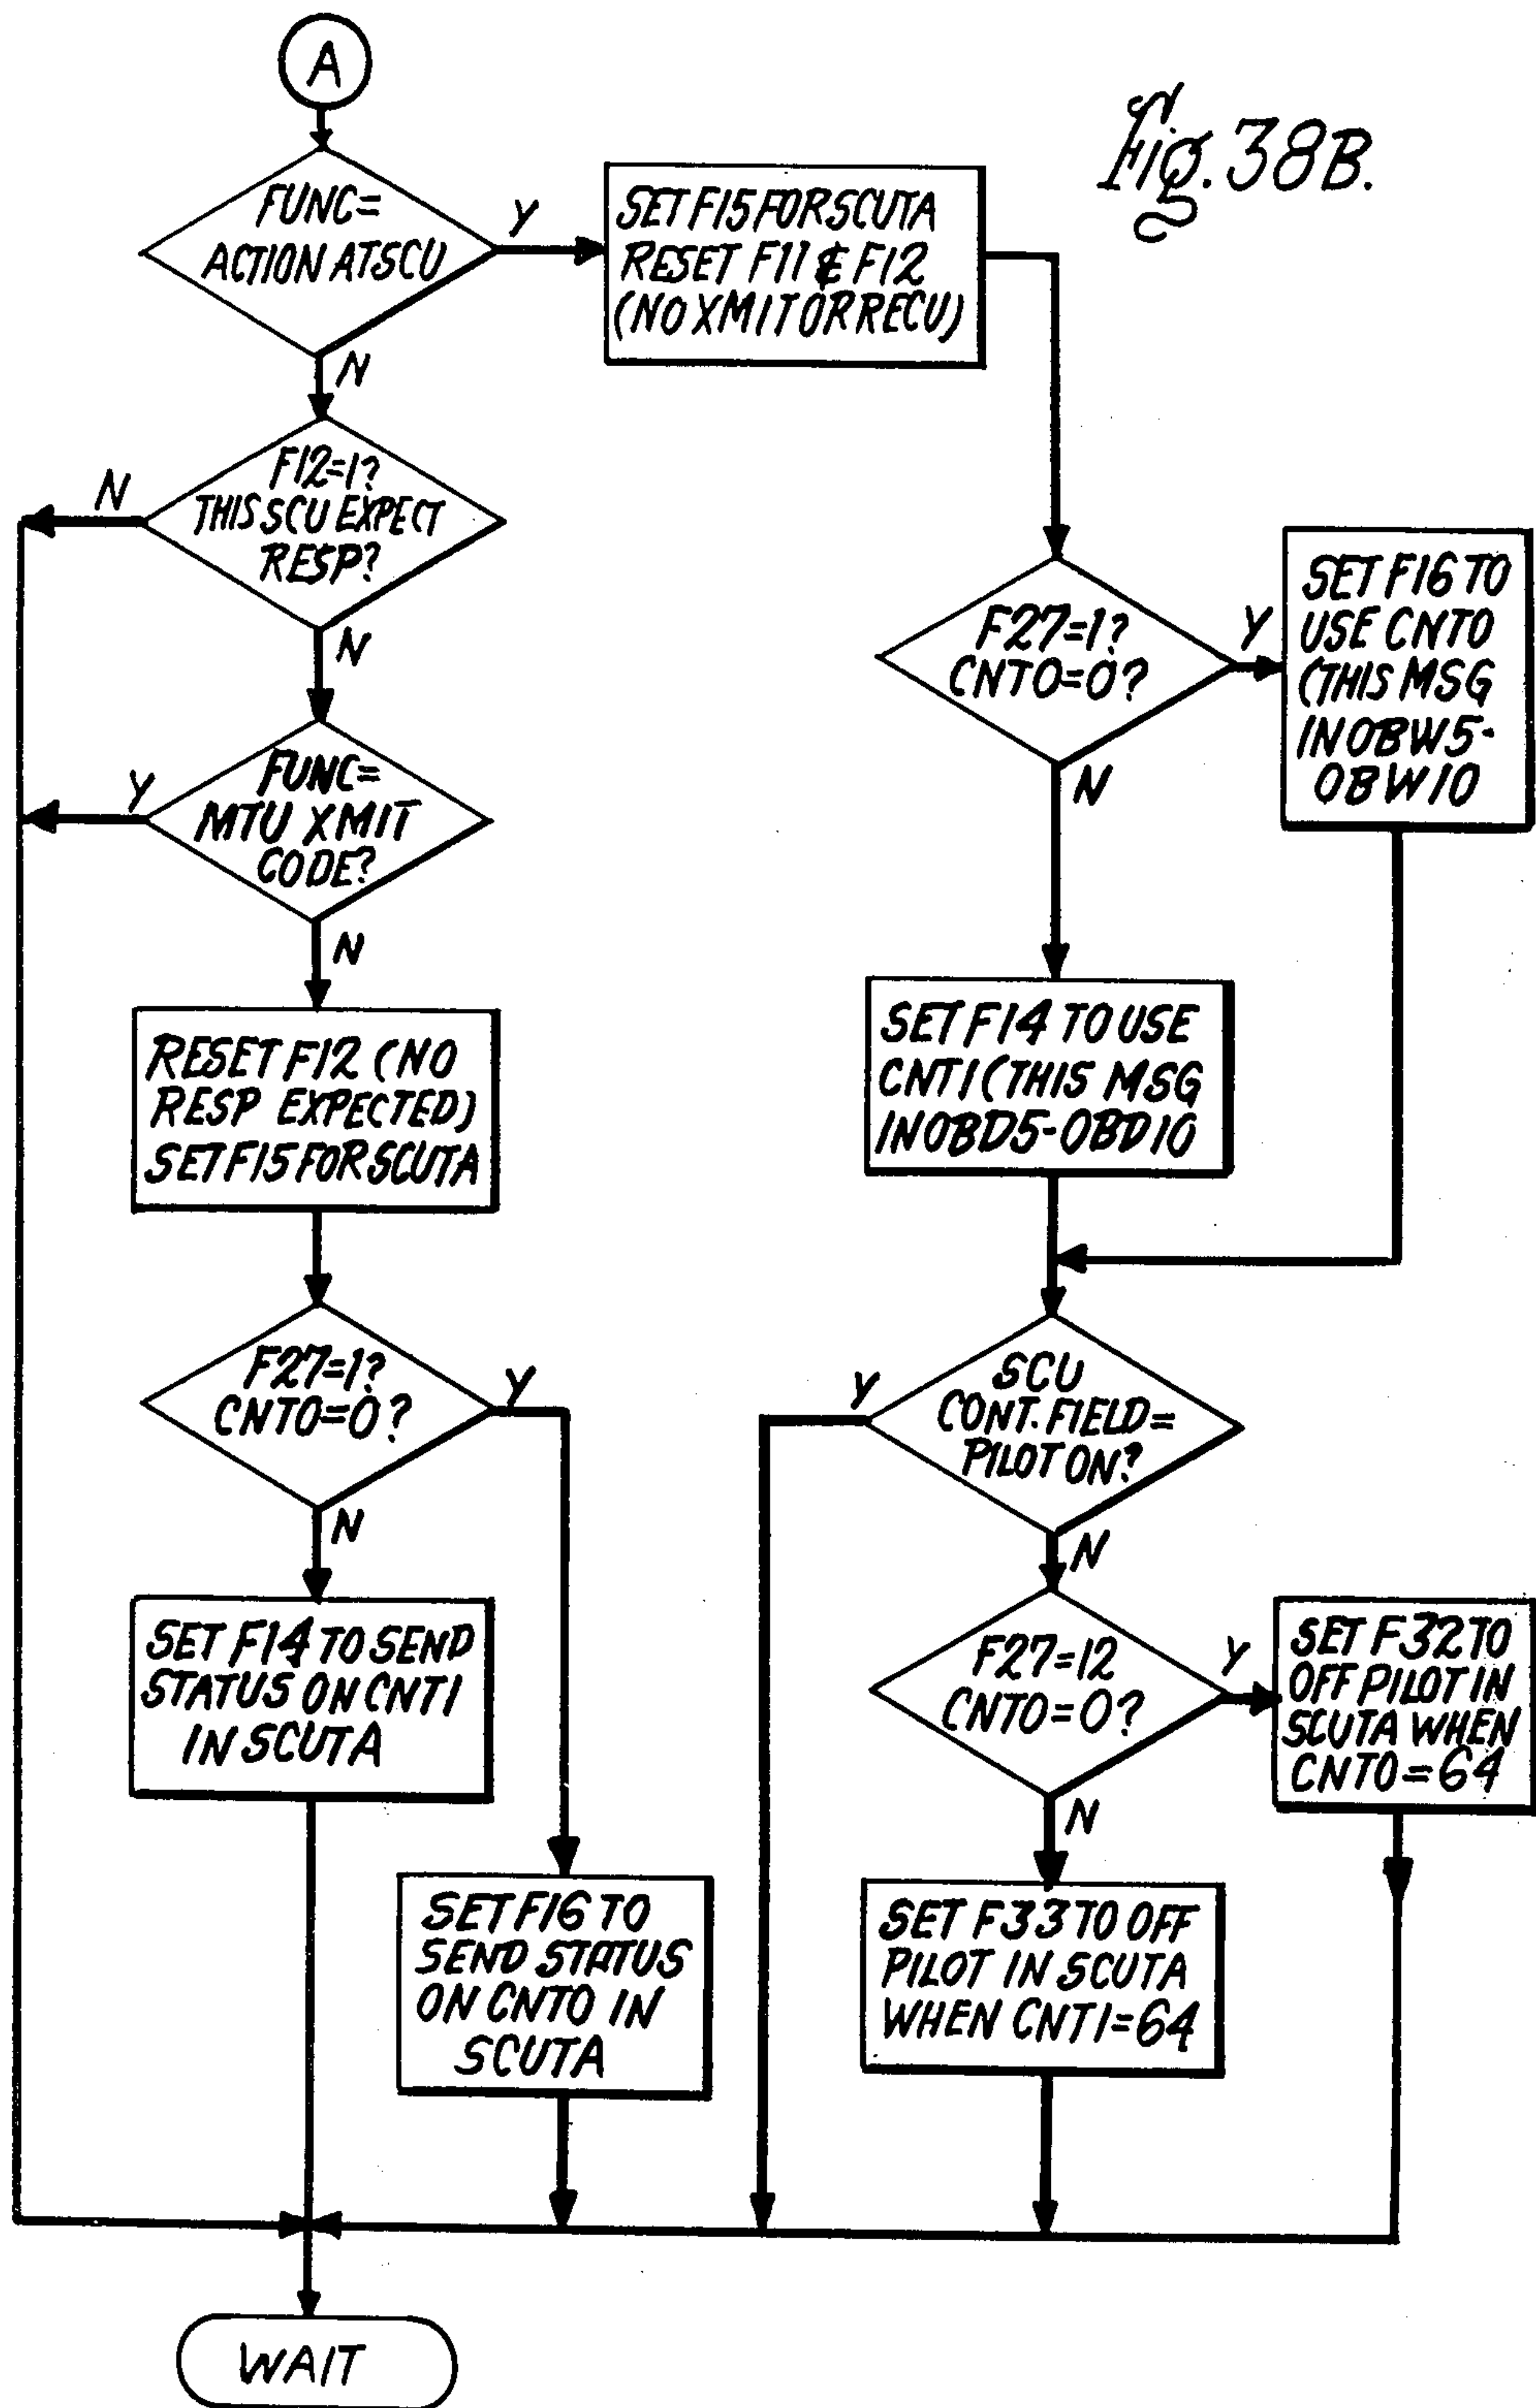 A
Fig. 38B.
FUNC=
ACTION AT SCU
Y
SET F15 FOR SCUTA
RESET F11 & F12
(NO XMIT OR RECU)
N
F12=1?
THIS SCU EXPECT
RESP?
N
N
F27=1?
CNT0=0?
Y
SET F16 TO
USE CNT0
(THIS MSG
IN OBW5-
OBW10
N
FUNC=
MTU XMIT
CODE?
Y
N
SET F14 TO USE
CNT1 (THIS MSG
IN OBD5-OBD10
RESET F12 (NO
RESP EXPECTED)
SET F15 FOR SCUTA
F27=1?
CNT0=0?
Y
N
SCU
CONT. FIELD=
PILOT ON?
Y
N
SET F14 TO SEND
STATUS ON CNT1
IN SCUTA
F27=12
CNT0=0?
Y
SET F32 TO
OFF PILOT IN
SCUTA WHEN
CNT0=64
N
SET F16 TO
SEND STATUS
ON CNT0 IN
SCUTA
SET F33 TO OFF
PILOT IN SCUTA
WHEN CNT1=64
WAIT